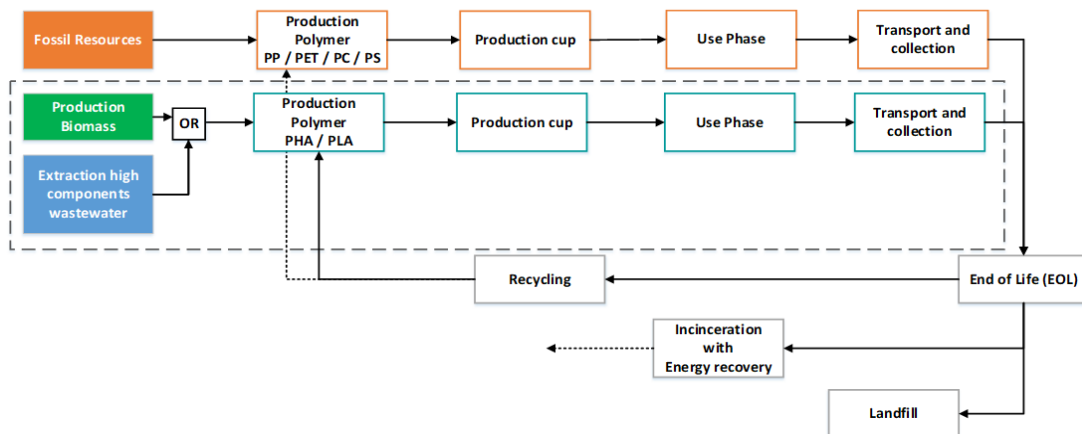 Fossil Resources
Production
Polymer
PP / PET / PC / PS
Production cup
Use Phase
Transport and
collection
Production
Biomass
OR
Production
Polymer
PHA / PLA
Production cup
Use Phase
Transport and
collection
Extraction high
components
wastewater
Recycling
End of Life (EOL)
Incineration
with
Energy recovery
Landfill